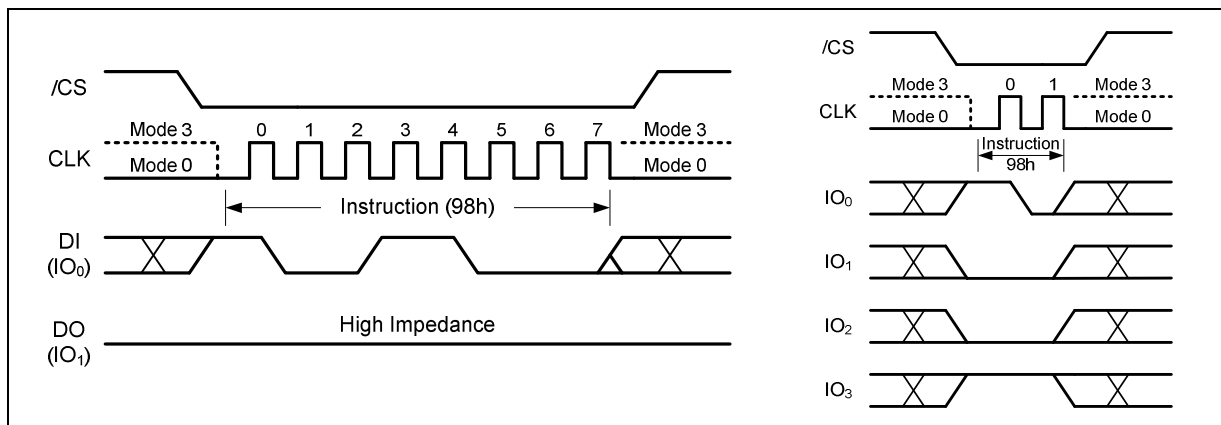 /CS
Mode 3
0 1 2 3 4 5 6 7
Mode 3
CLK
Mode 0
Mode 0
Instruction (98h)
DI
(IO₀)
High Impedance
DO
(IO₁)
/CS
Mode 3
0 1
Mode 3
CLK
Mode 0
Mode 0
Instruction
98h
IO₀
IO₁
IO₂
IO₃